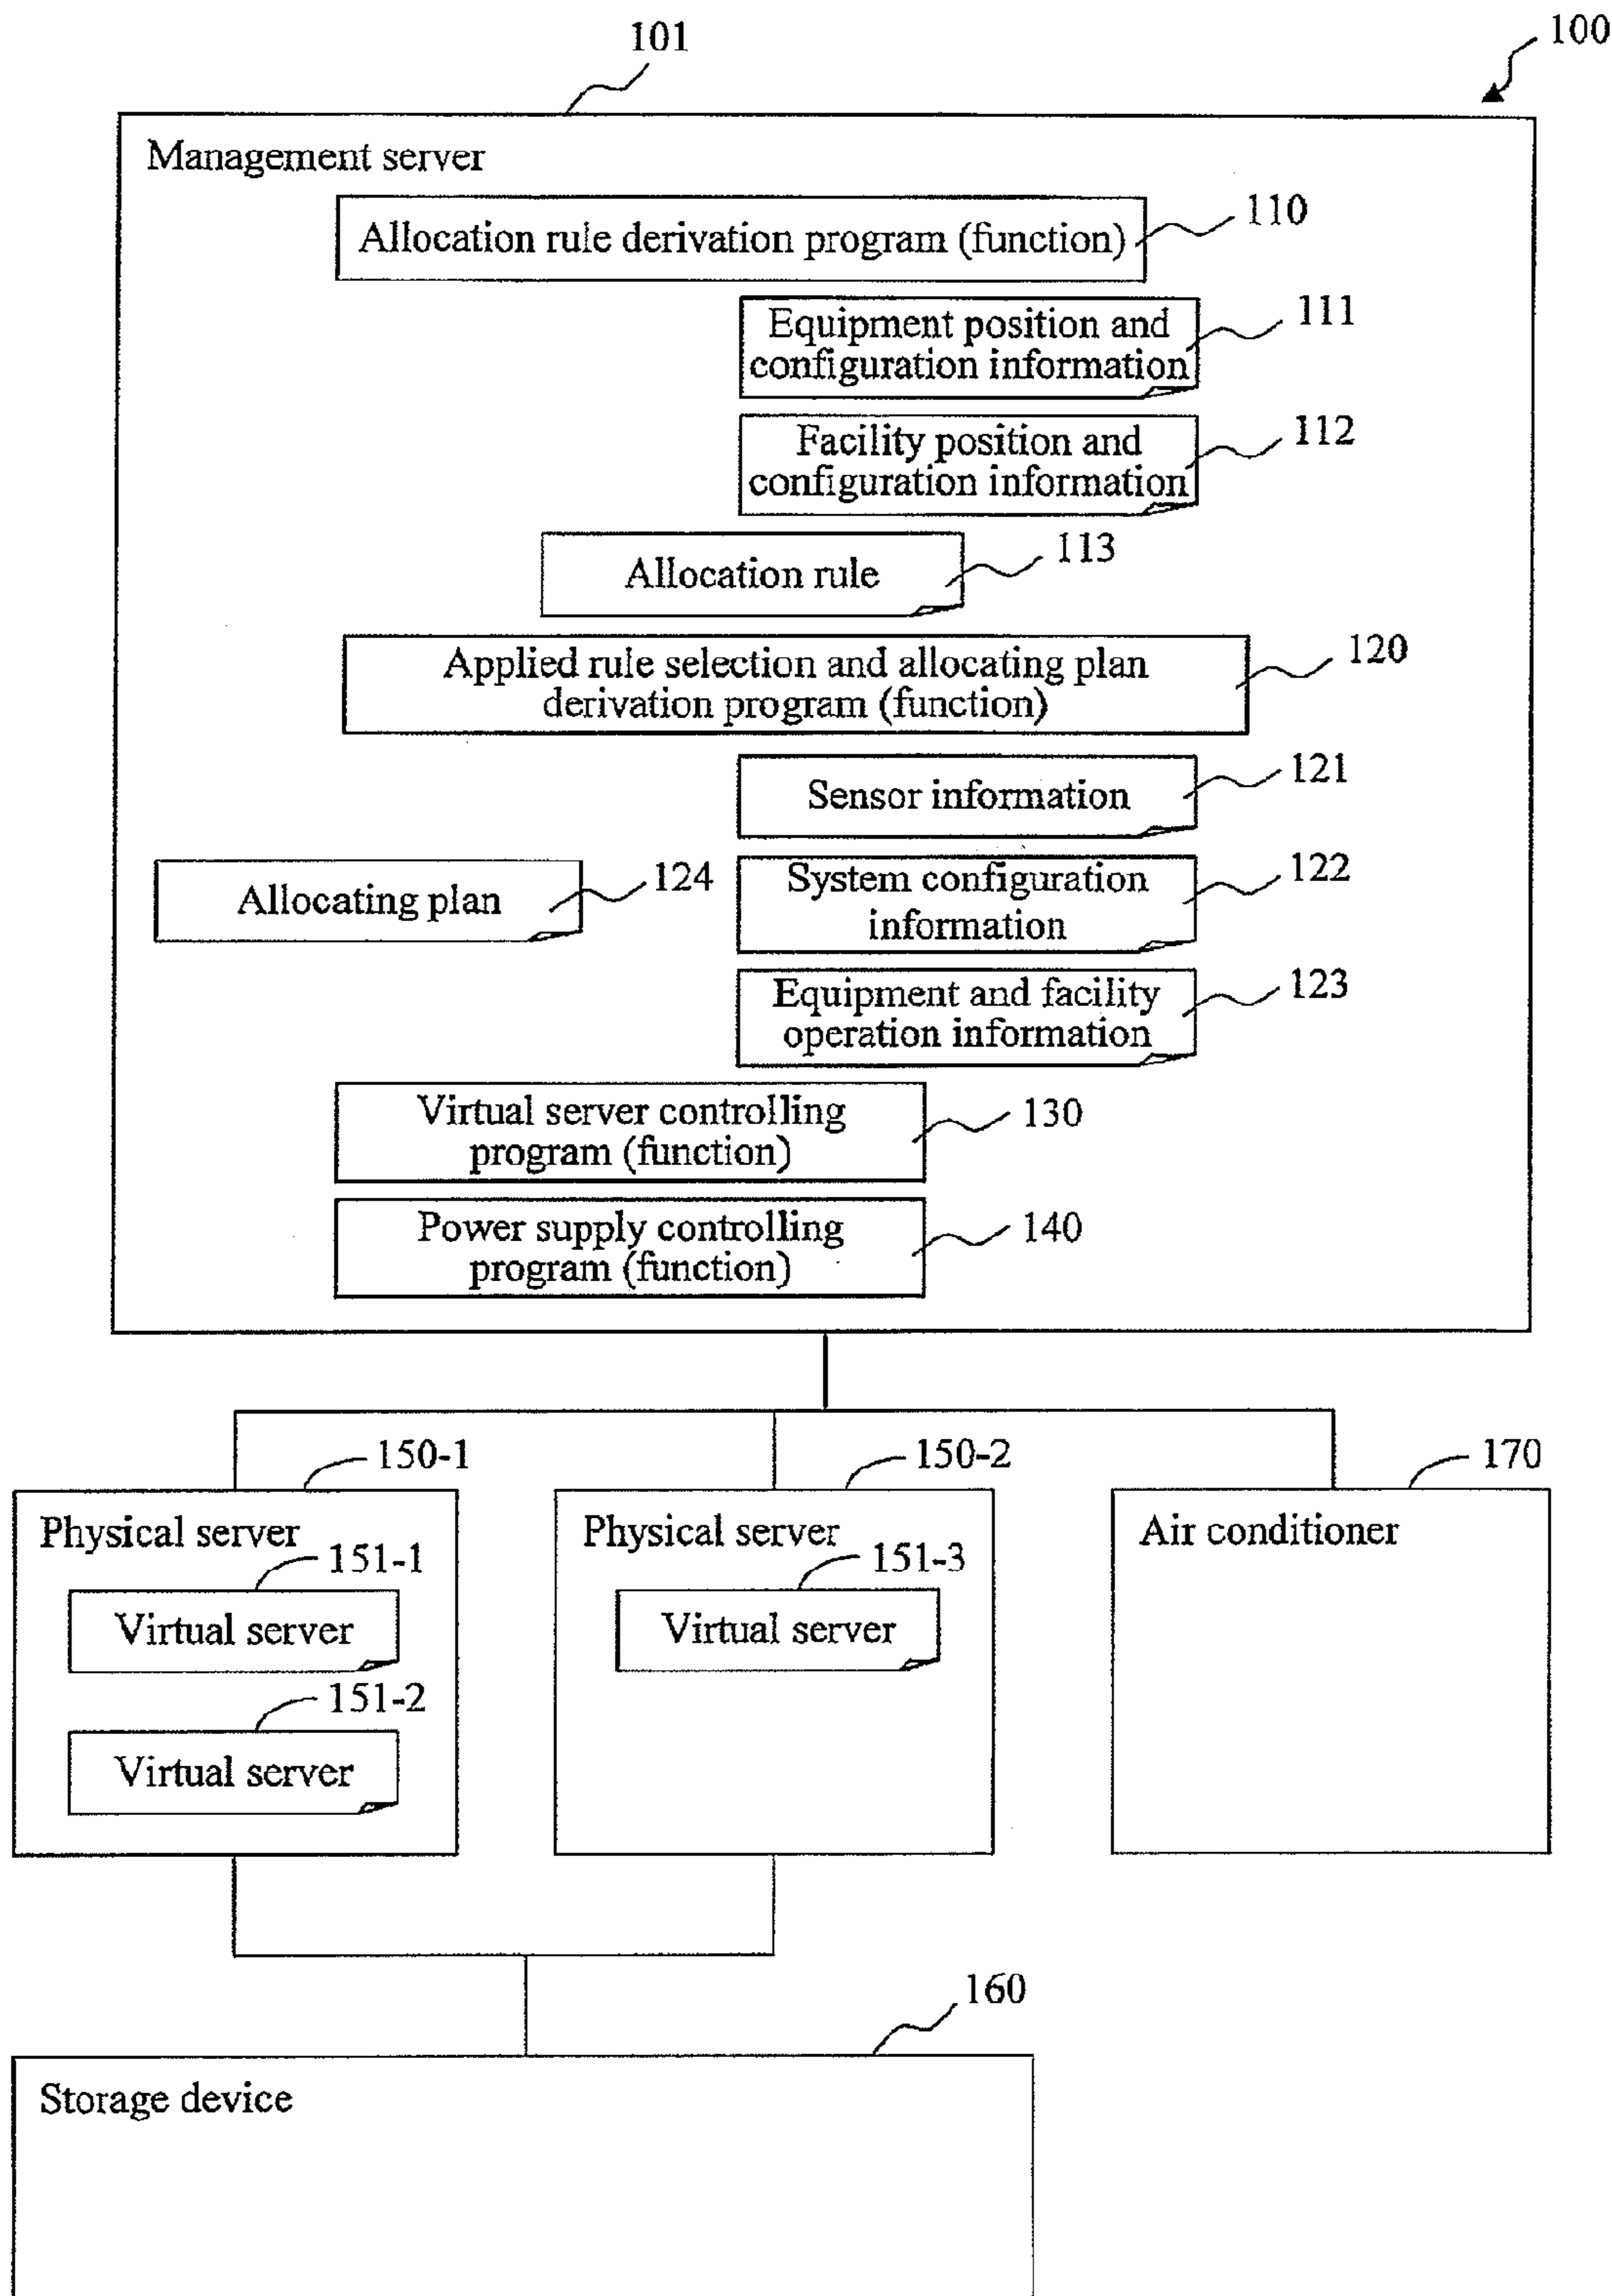 100
101
Management server
Allocation rule derivation program (function)
110
Equipment position and
configuration information
111
Facility position and
configuration information
112
Allocation rule
113
Applied rule selection and allocating plan
derivation program (function)
120
Sensor information
121
Allocating plan
124
System configuration
information
122
Equipment and facility
operation information
123
Virtual server controlling
program (function)
130
Power supply controlling
program (function)
140
150-1
Physical server
151-1
Virtual server
151-2
Virtual server
150-2
Physical server
151-3
Virtual server
170
Air conditioner
160
Storage device